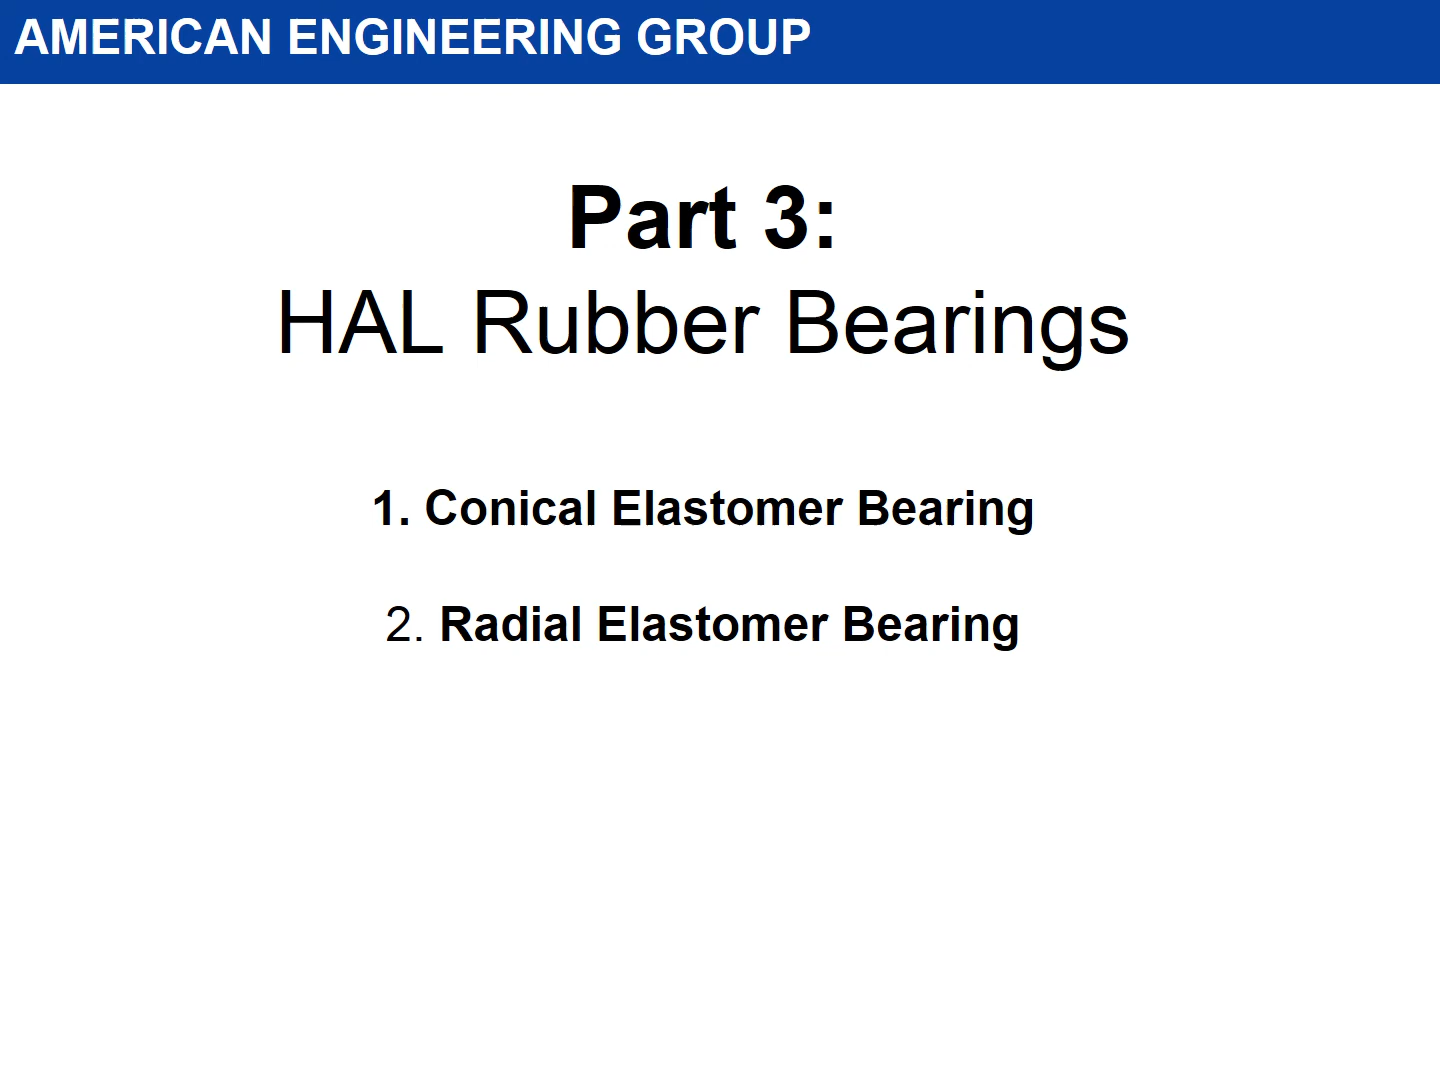 AMERICAN ENGINEERING GROUP
Part 3:
HAL Rubber Bearings
1. Conical Elastomer Bearing
2. Radial Elastomer Bearing